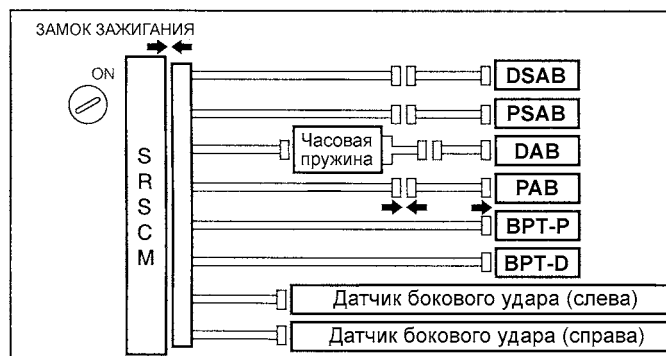 ЗАМОК ЗАЖИГАНИЯ
ON
SRSCM
DSAB
PSAB
Часовая
пружина
DAB
PAB
BPT-P
BPT-D
Датчик бокового удара (слева)
Датчик бокового удара (справа)